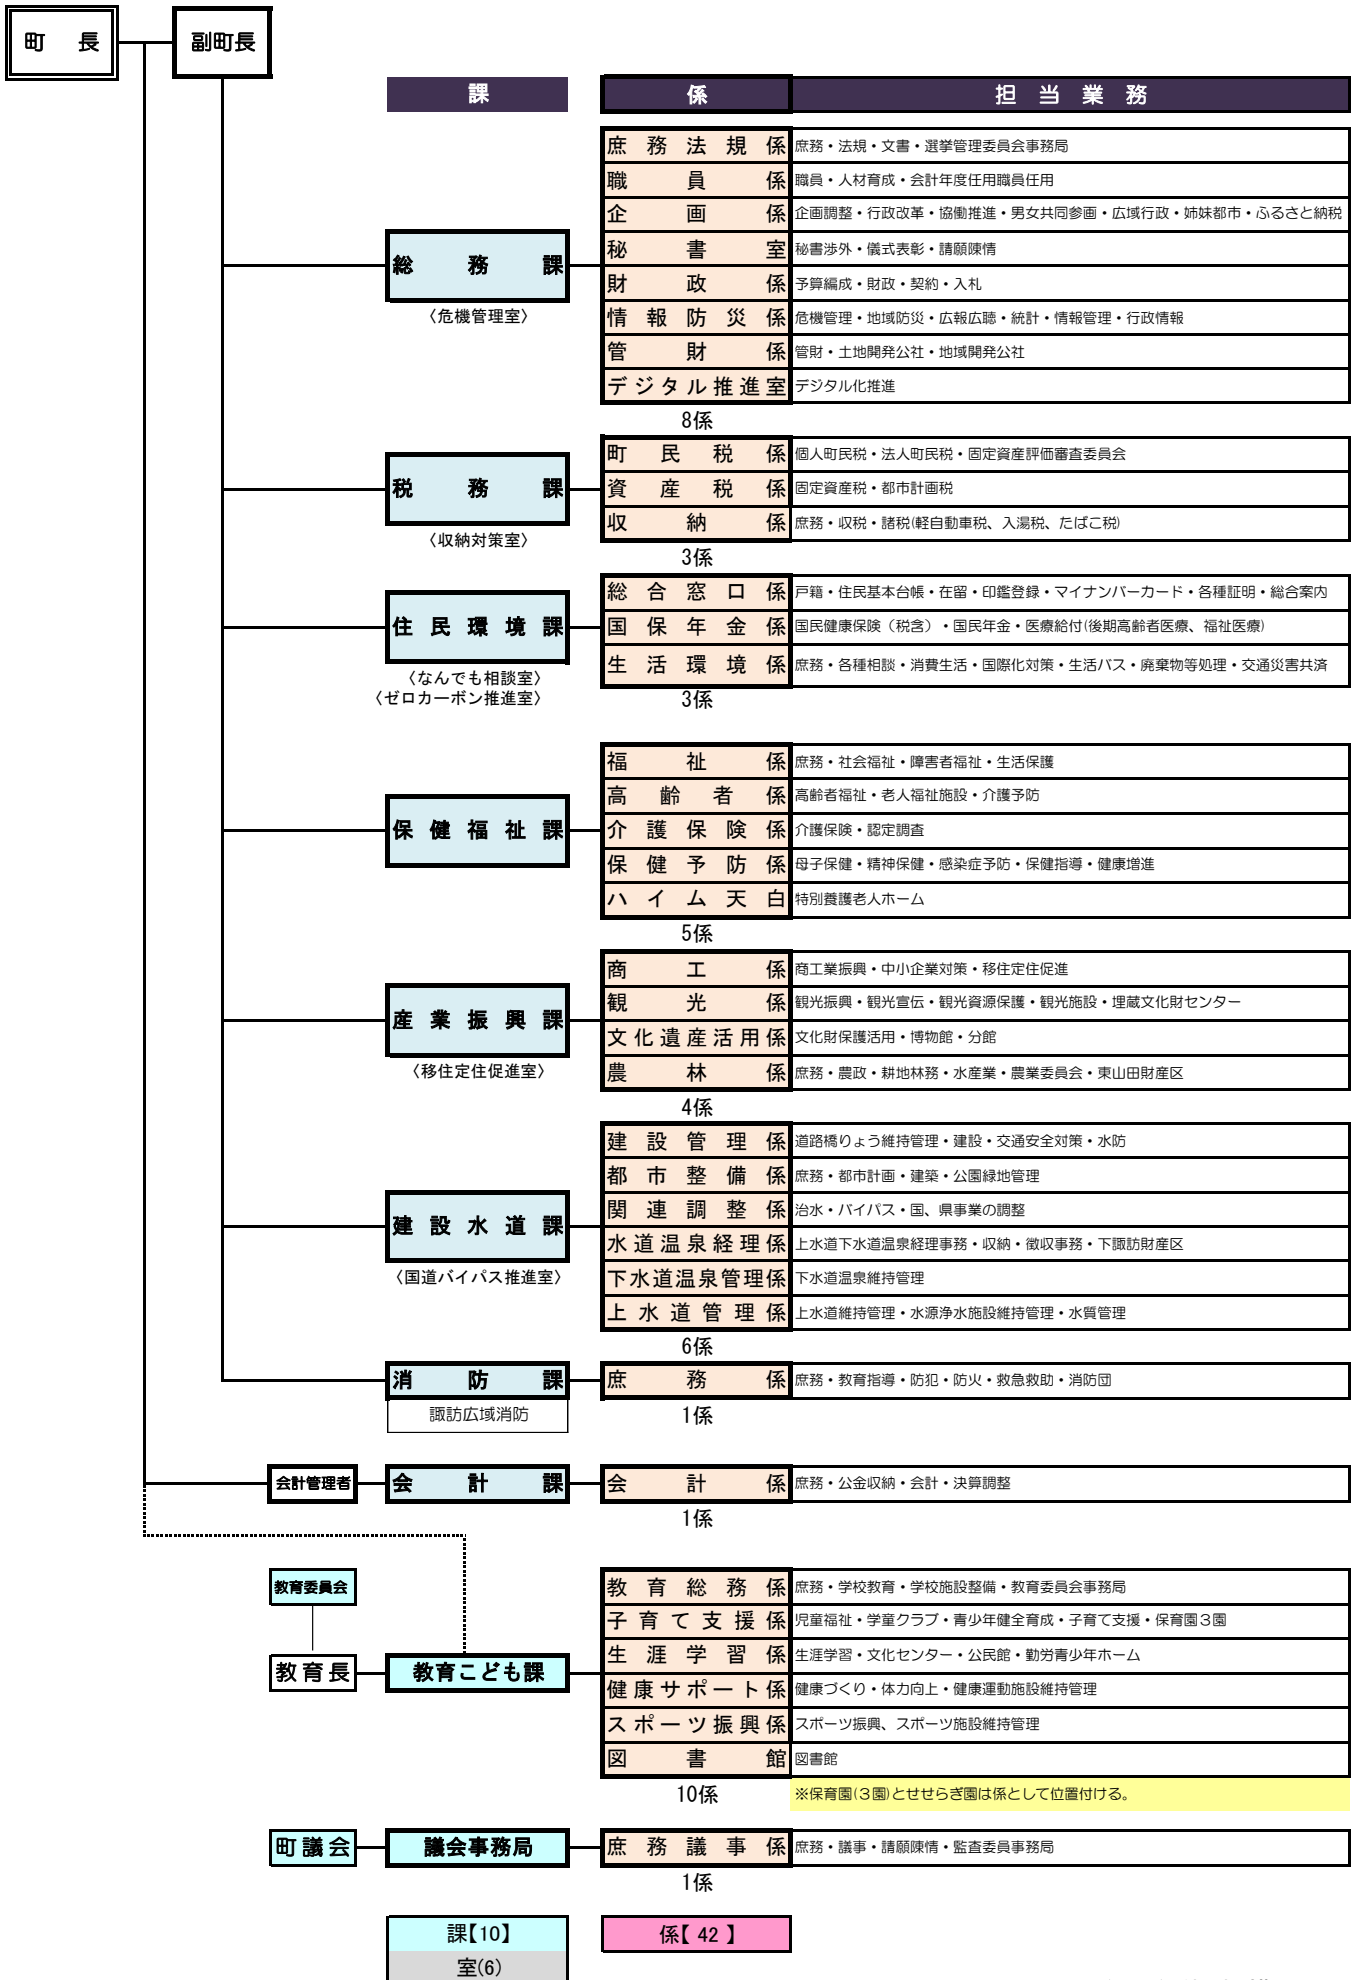 町長 副町長
課 係 担当業務
庶務法規係 庶務・法規・文書・選挙管理委員会事務局
職員係 職員・人材育成・会計年度任用職員任用
企画係 企画調整・行政改革・協働推進・男女共同参画・広域行政・姉妹都市・ふるさと納税
秘書室 秘書渉外・儀式表彰・請願陳情
総務課
財政係 予算編成・財政・契約・入札
〈危機管理室〉
情報防災係 危機管理・地域防災・広報広聴・統計・情報管理・行政情報
管財係 管財・土地開発公社・地域開発公社
デジタル推進室 デジタル化推進
8係
町民税係 個人町民税・法人町民税・固定資産評価審査委員会
税務課
資産税係 固定資産税・都市計画税
収納係 庶務・収税・諸税(軽自動車税、入湯税、たばこ税)
〈収納対策室〉
3係
総合窓口係 戸籍・住民基本台帳・在留・印鑑登録・マイナンバーカード・各種証明・総合案内
住民環境課
国保年金係 国民健康保険（税含）・国民年金・医療給付(後期高齢者医療、福祉医療)
生活環境係 庶務・各種相談・消費生活・国際化対策・生活バス・廃棄物等処理・交通災害共済
〈なんでも相談室〉
〈ゼロカーボン推進室〉
3係
福祉係 庶務・社会福祉・障害者福祉・生活保護
高齢者係 高齢者福祉・老人福祉施設・介護予防
保健福祉課
介護保険係 介護保険・認定調査
保健予防係 母子保健・精神保健・感染症予防・保健指導・健康増進
ハイム天白 特別養護老人ホーム
5係
商工係 商工業振興・中小企業対策・移住定住促進
観光係 観光振興・観光宣伝・観光資源保護・観光施設・埋蔵文化財センター
産業振興課
文化遺産活用係 文化財保護活用・博物館・分館
〈移住定住促進室〉
農林係 庶務・農政・耕地林務・水産業・農業委員会・東山田財産区
4係
建設管理係 道路橋りょう維持管理・建設・交通安全対策・水防
都市整備係 庶務・都市計画・建築・公園緑地管理
関連調整係 治水・バイパス・国、県事業の調整
建設水道課
水道温泉経理係 上水道下水道温泉経理事務・収納・徴収事務・下諏訪財産区
〈国道バイパス推進室〉
下水道温泉管理係 下水道温泉維持管理
上水道管理係 上水道維持管理・水源浄水施設維持管理・水質管理
6係
消防課 庶務係 庶務・教育指導・防犯・防火・救急救助・消防団
諏訪広域消防
1係
会計管理者 会計課 会計係 庶務・公金収納・会計・決算調整
1係
教育委員会
教育総務係 庶務・学校教育・学校施設整備・教育委員会事務局
子育て支援係 児童福祉・学童クラブ・青少年健全育成・子育て支援・保育園３園
生涯学習係 生涯学習・文化センター・公民館・勤労青少年ホーム
教育長 教育こども課
健康サポート係 健康づくり・体力向上・健康運動施設維持管理
スポーツ振興係 スポーツ振興、スポーツ施設維持管理
図書館 図書館
10係
※保育園(３園)とせせらぎ園は係として位置付ける。
町議会 議会事務局 庶務議事係 庶務・議事・請願陳情・監査委員事務局
1係
課【10】 係【 42 】
室(6)